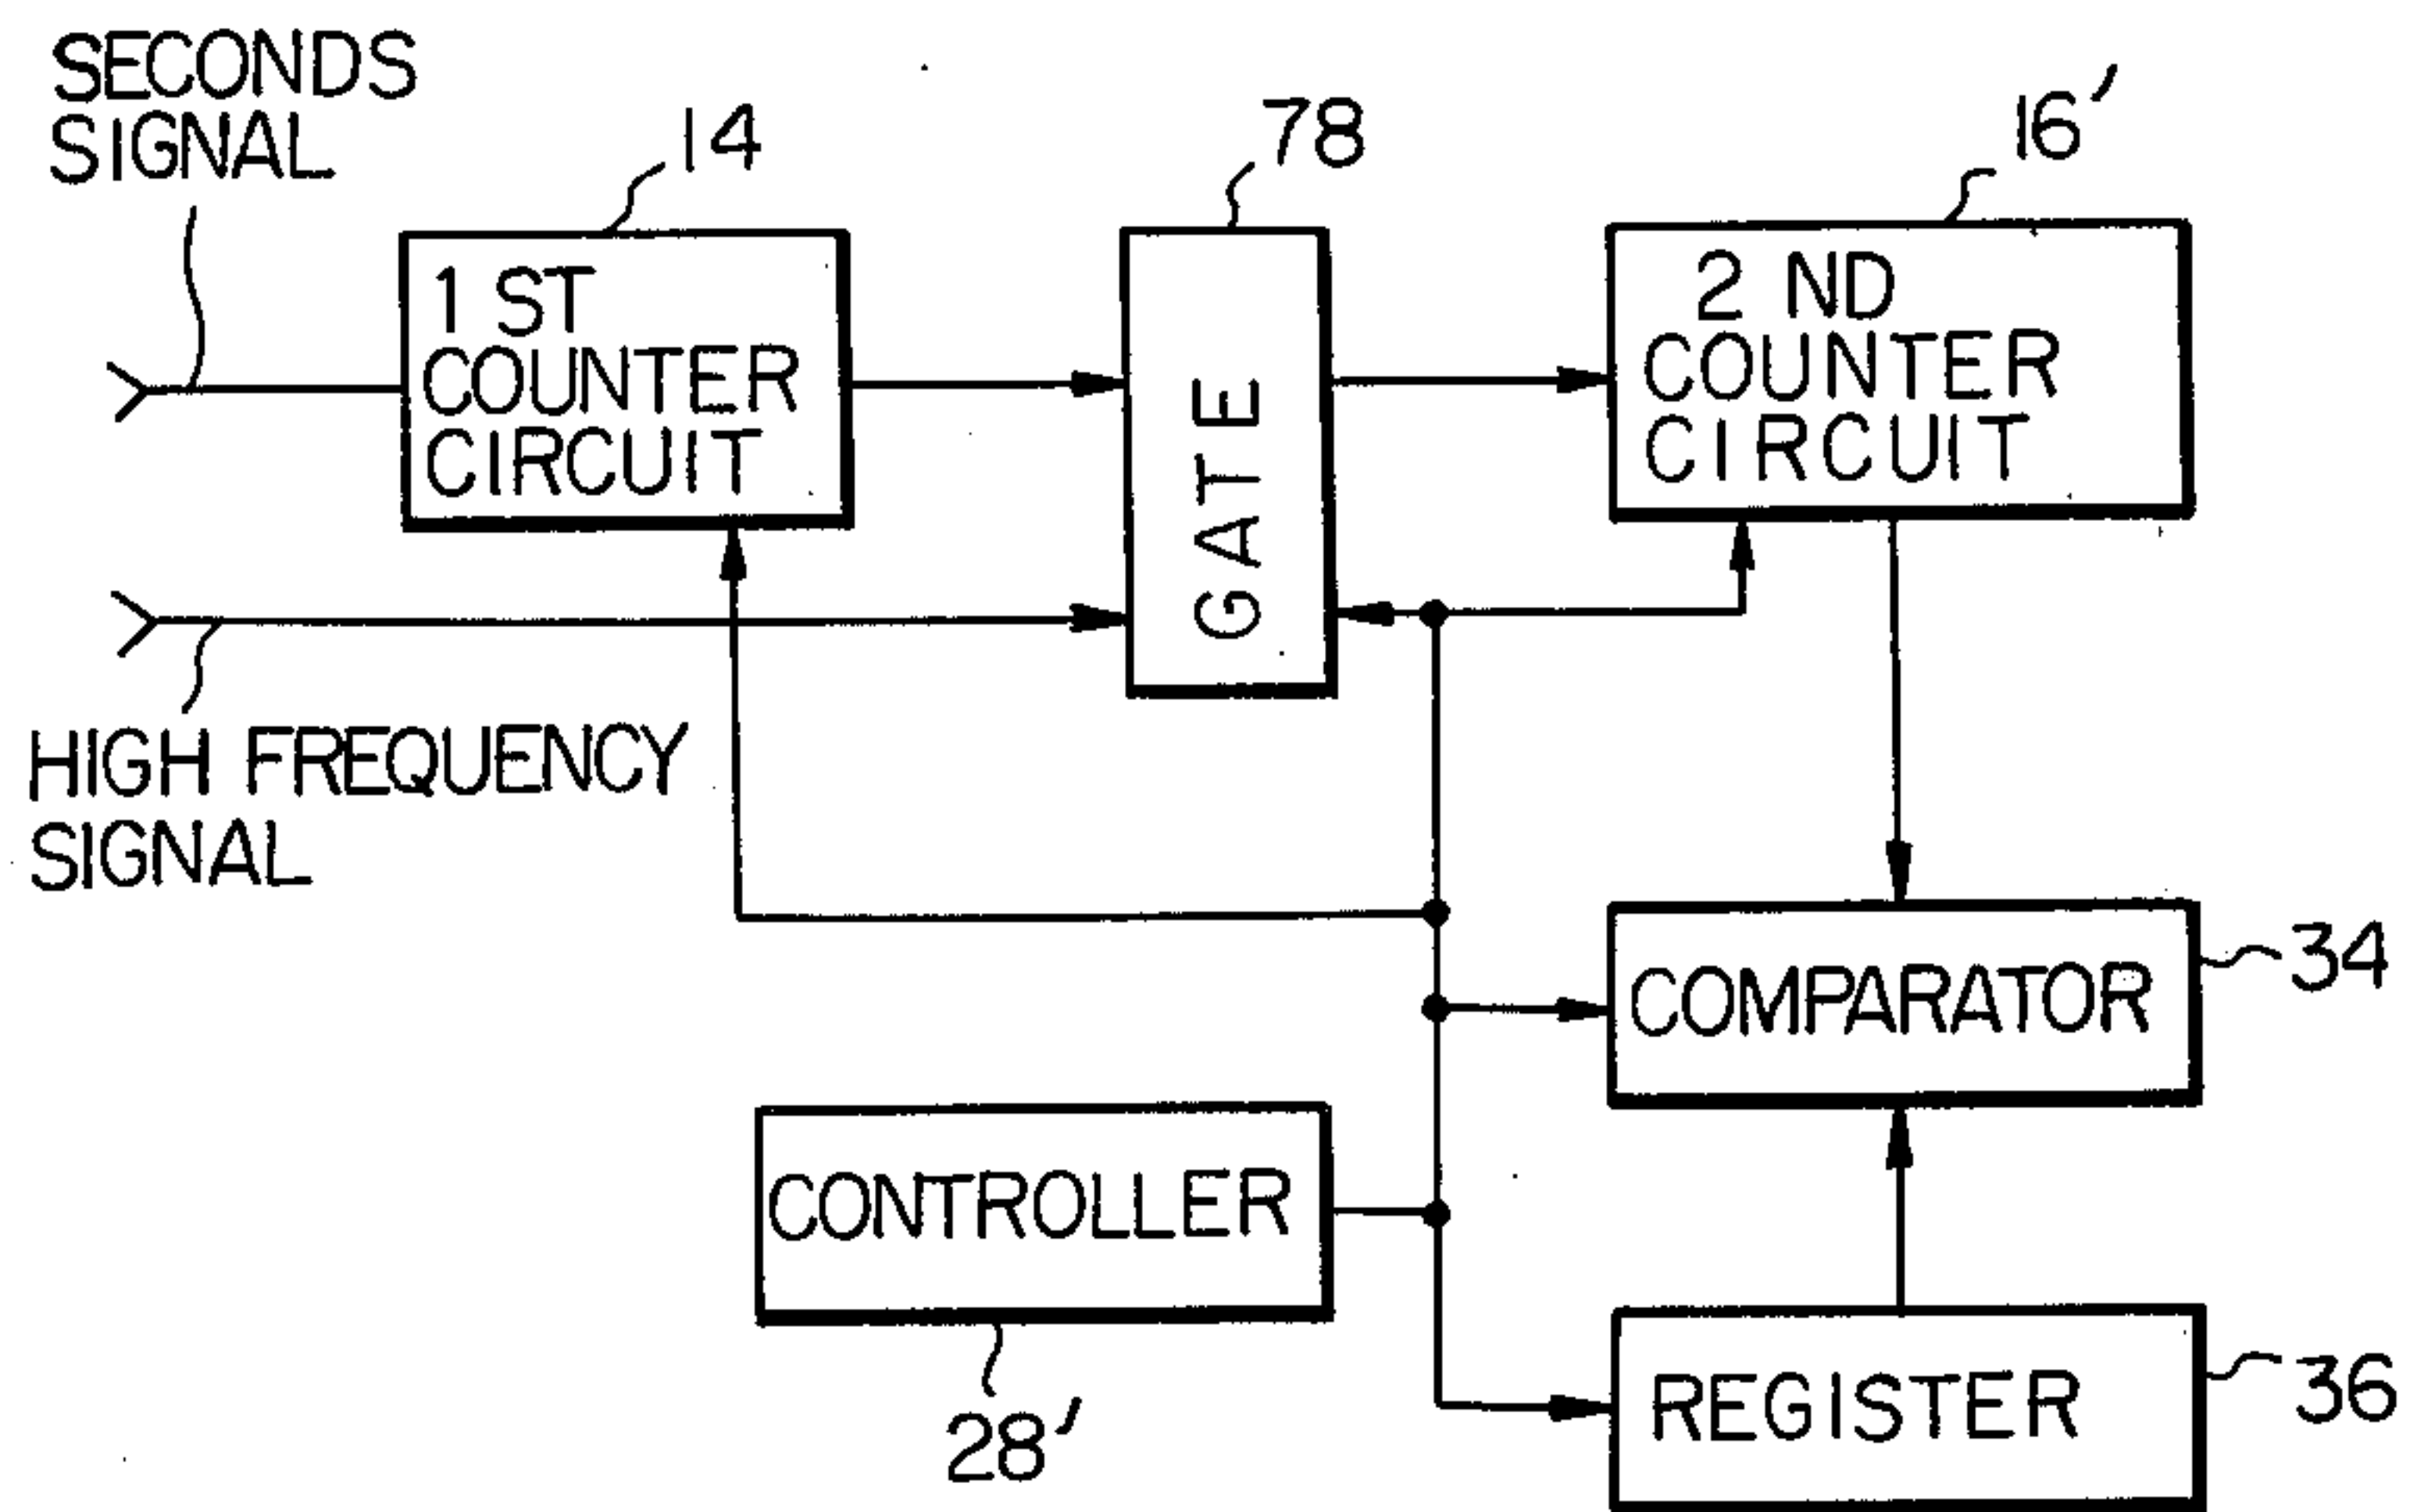 SECONDS
SIGNAL
14
78
16'
1 ST
COUNTER
CIRCUIT
GATE
2 ND
COUNTER
CIRCUIT
HIGH FREQUENCY
SIGNAL
COMPARATOR
34
CONTROLLER
28'
REGISTER
36